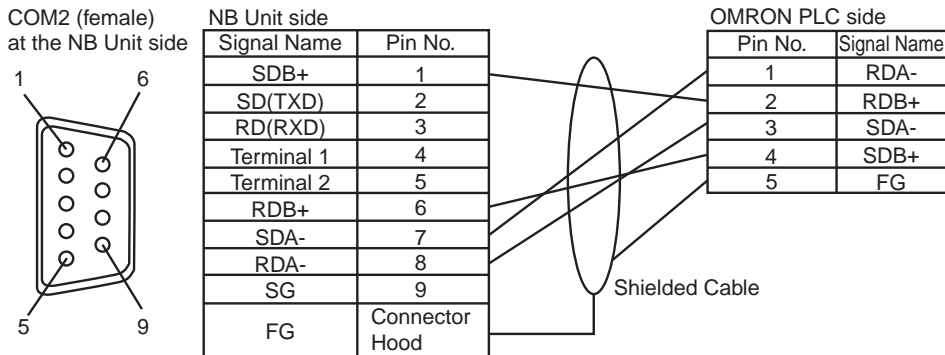 COM2 (female)
at the NB Unit side
1 6
5 9
NB Unit side
Signal Name Pin No.
SDB+ 1
SD(TXD) 2
RD(RXD) 3
Terminal 1 4
Terminal 2 5
RDB+ 6
SDA- 7
RDA- 8
SG 9
FG Connector
Hood
Shielded Cable
OMRON PLC side
Pin No. Signal Name
1 RDA-
2 RDB+
3 SDA-
4 SDB+
5 FG